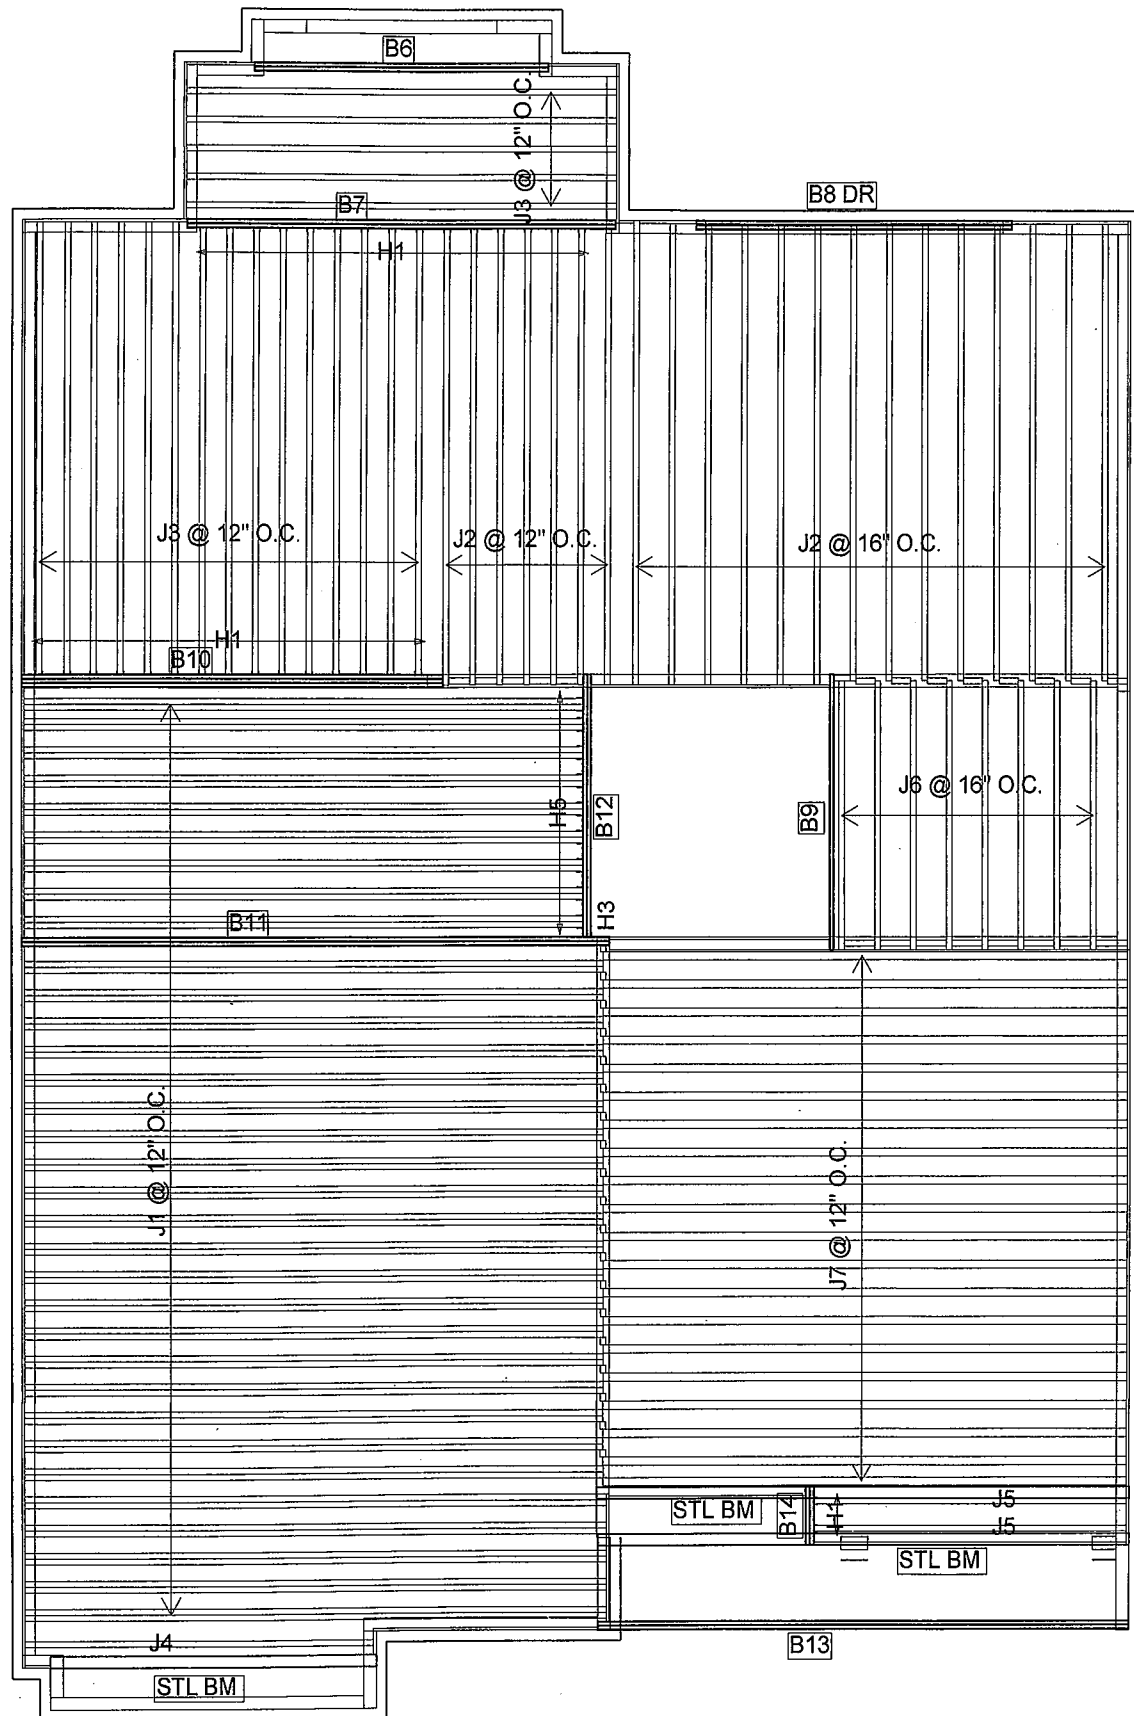 B6
J3 @ 12" O.C.
B7
B8 DR
H1
J3 @ 12" O.C.
J2 @ 12" O.C.
J2 @ 16" O.C.
H1
B10
J6 @ 16" O.C.
H5
B12
B9
B11
H3
J1 @ 12" O.C.
J7 @ 12" O.C.
STL BM
B14
H1
J5
J5
STL BM
J4
B13
STL BM